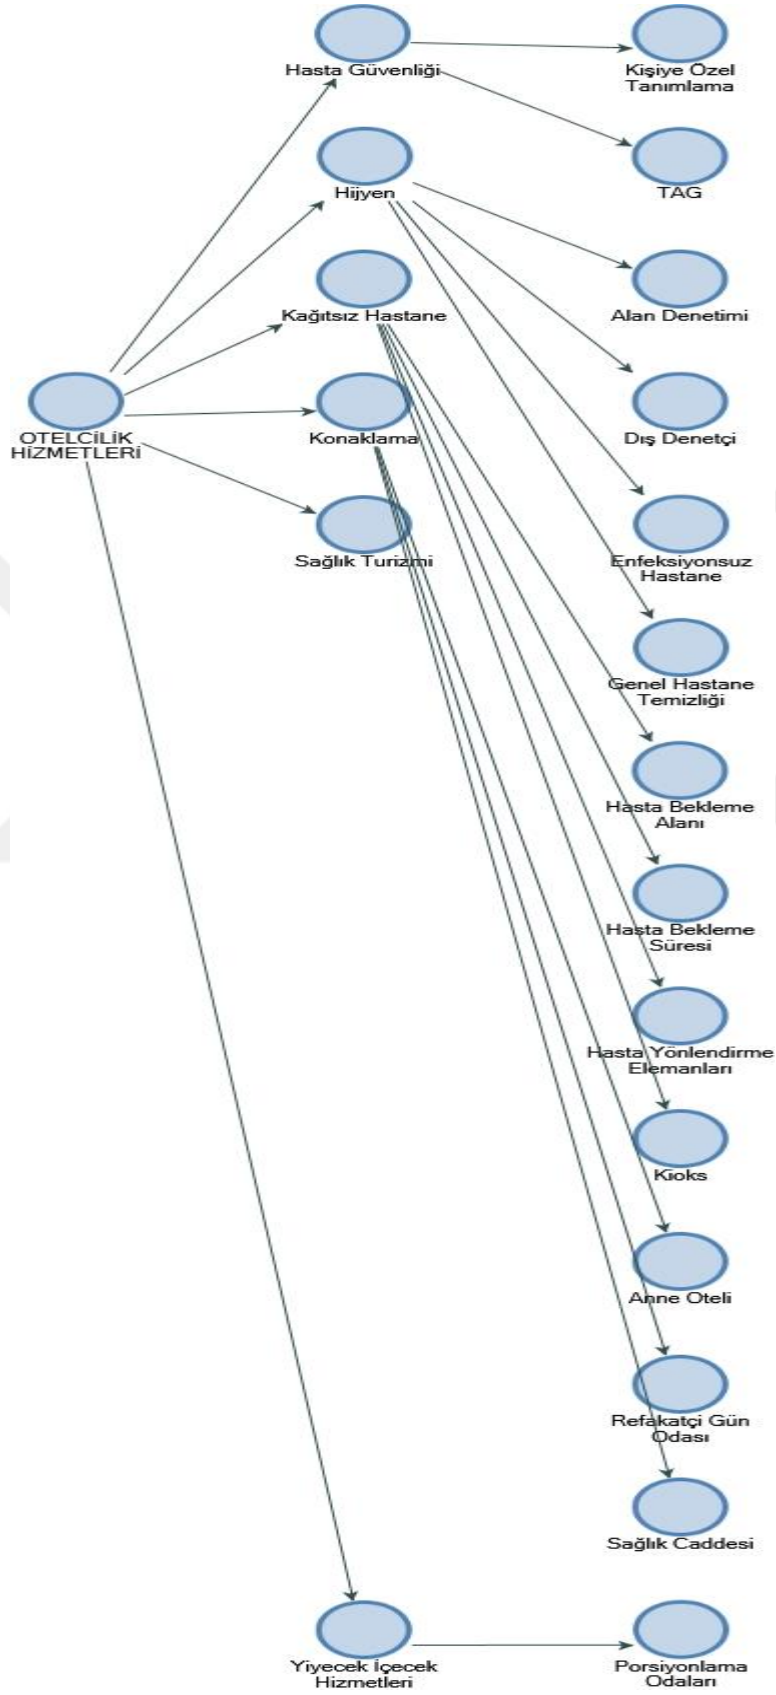 Hasta Güvenliği
Kişiye Özel
Tanımlama
Hijyen
TAG
Kağıtsız Hastane
Alan Denetimi
OTELCİLİK
HİZMETLERİ
Konaklama
Dış Denetçi
Sağlık Turizmi
Enfeksiyonsuz
Hastane
Genel Hastane
Temizliği
Hasta Bekleme
Alanı
Hasta Bekleme
Süresi
Hasta Yönlendirme
Elemanları
Kioks
Anne Oteli
Refakatçi Gün
Odası
Sağlık Caddesi
Yiyecek İçecek
Hizmetleri
Porsiyonlama
Odaları